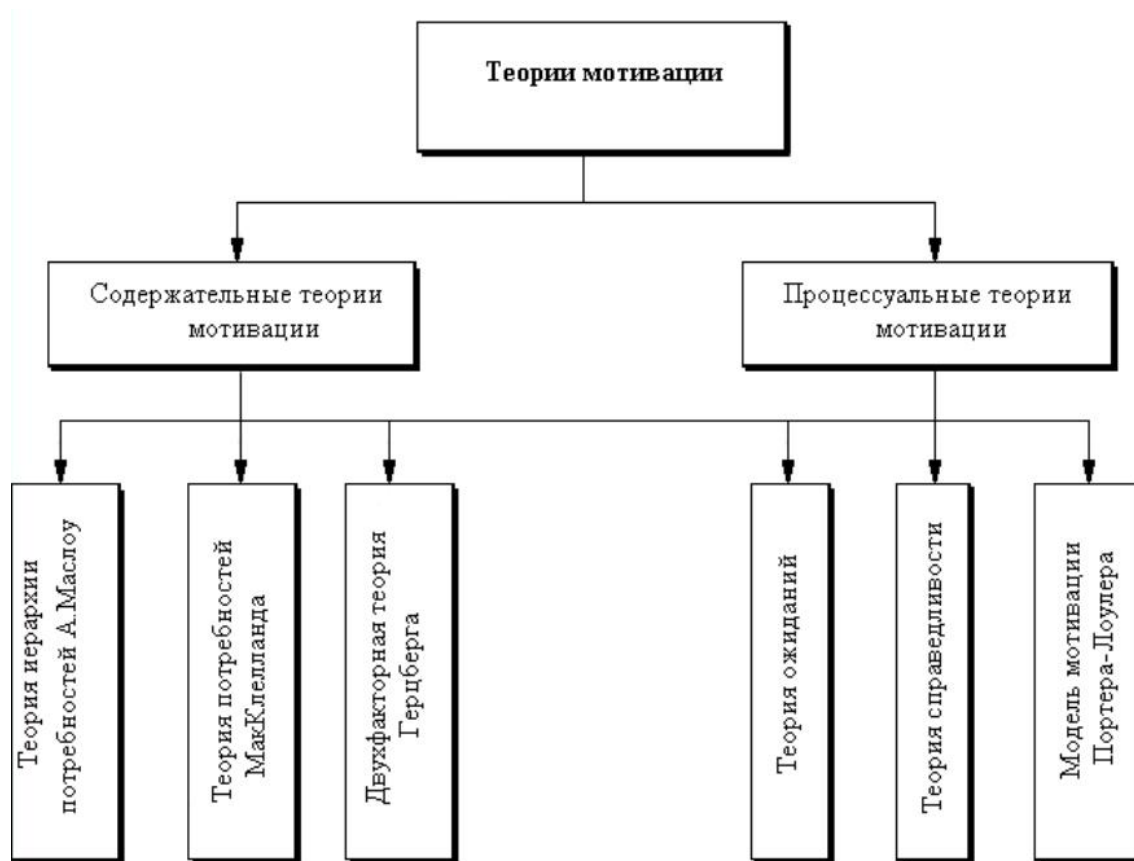 Теории мотивации
Содержательные теории
мотивации
Процессуальные теории
мотивации
Теория иерархии
потребностей А.Маслоу
Теория потребностей
МакКлелланда
Двухфакторная теория
Герцберга
Теория ожиданий
Теория справедливости
Модель мотивации
Портера-Лоулера